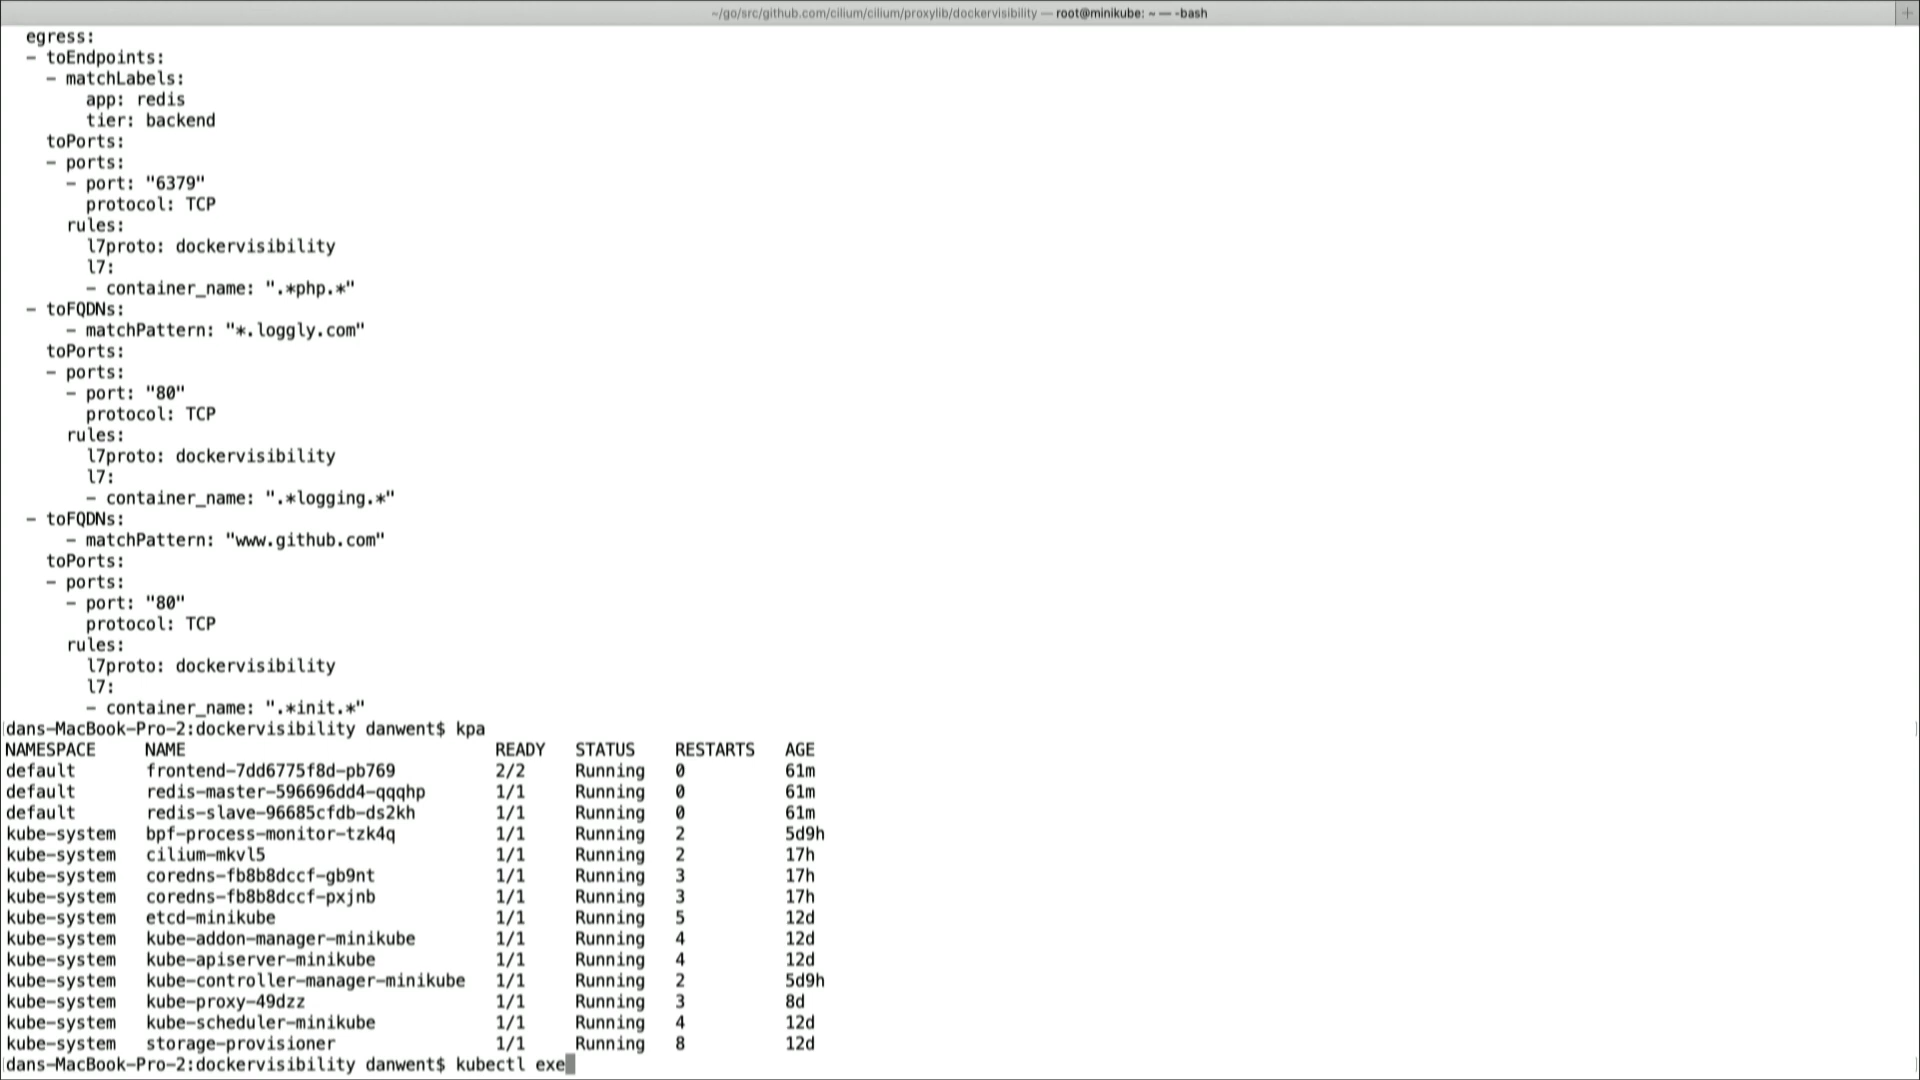 ~/go/src/github.com/cilium/cilium/proxylib/dockervisibility — root@minikube: ~ — -bash
egress:
- toEndpoints:
- matchLabels:
app: redis
tier: backend
toPorts:
- ports:
- port: "6379"
protocol: TCP
rules:
l7proto: dockervisibility
l7:
- container_name: ".*php.*"
- toFQDNs:
- matchPattern: "*.loggly.com"
toPorts:
- ports:
- port: "80"
protocol: TCP
rules:
l7proto: dockervisibility
l7:
- container_name: ".*logging.*"
- toFQDNs:
- matchPattern: "www.github.com"
toPorts:
- ports:
- port: "80"
protocol: TCP
rules:
l7proto: dockervisibility
l7:
- container_name: ".*init.*"
dans-MacBook-Pro-2:dockervisibility danwent$ kpa
NAMESPACE NAME READY STATUS RESTARTS AGE
default frontend-7dd6775f8d-pb769 2/2 Running 0 61m
default redis-master-596696dd4-qqqhp 1/1 Running 0 61m
default redis-slave-96685cfdb-ds2kh 1/1 Running 0 61m
kube-system bpf-process-monitor-tzk4q 1/1 Running 2 5d9h
kube-system cilium-mkvl5 1/1 Running 2 17h
kube-system coredns-fb8b8dccf-gb9nt 1/1 Running 3 17h
kube-system coredns-fb8b8dccf-pxjnb 1/1 Running 3 17h
kube-system etcd-minikube 1/1 Running 5 12d
kube-system kube-addon-manager-minikube 1/1 Running 4 12d
kube-system kube-apiserver-minikube 1/1 Running 4 12d
kube-system kube-controller-manager-minikube 1/1 Running 2 5d9h
kube-system kube-proxy-49dzz 1/1 Running 3 8d
kube-system kube-scheduler-minikube 1/1 Running 4 12d
kube-system storage-provisioner 1/1 Running 8 12d
dans-MacBook-Pro-2:dockervisibility danwent$ kubectl exe